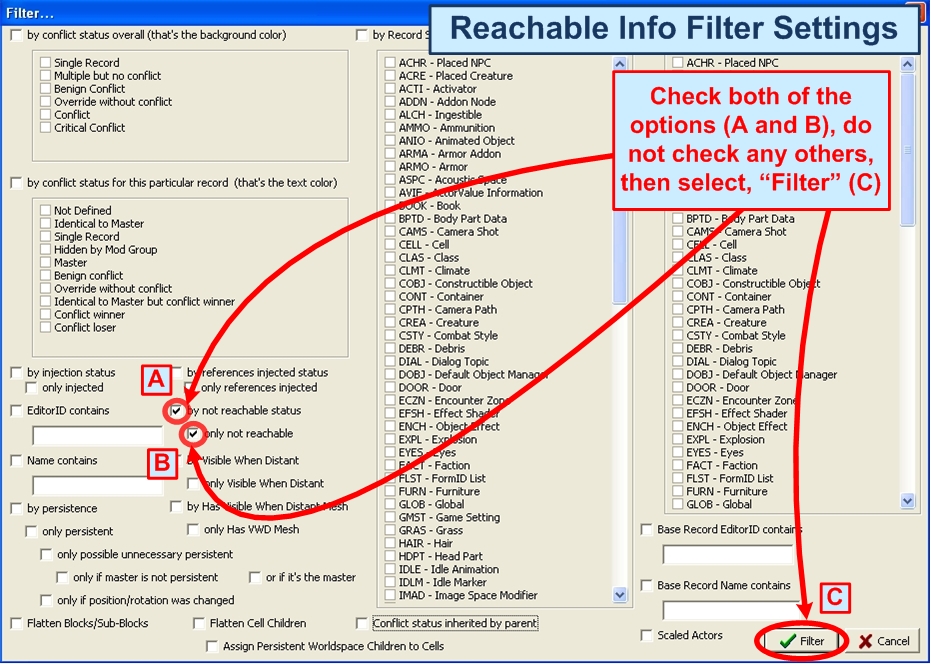 Filter...
Reachable Info Filter Settings
by conflict status overall (that's the background color)
Single Record
Multiple but no conflict
Benign Conflict
Override without conflict
Conflict
Critical Conflict
by conflict status for this particular record (that's the text color)
Not Defined
Identical to Master
Single Record
Hidden by Mod Group
Master
Benign conflict
Override without conflict
Identical to Master but conflict winner
Conflict winner
Conflict loser
by injection status
only injected
by references injected status
only references injected
A
EditorID contains
by not reachable status
only not reachable
B
Name contains
by Visible When Distant
only Visible When Distant
by persistence
by Has Visible When Distant Mesh
only persistent
only Has VWD Mesh
only possible unnecessary persistent
only if master is not persistent
or if it's the master
only if position/rotation was changed
Flatten Blocks/Sub-Blocks
Flatten Cell Children
Conflict status inherited by parent
Assign Persistent Worldspace Children to Cells
by Record
ACHR - Placed NPC
ACRE - Placed Creature
ACTI - Activator
ADDN - Addon Node
ALCH - Ingestible
AMMO - Ammunition
ANIO - Animated Object
ARMA - Armor Addon
ARMO - Armor
ASPC - Acoustic Space
AVIF - ActorValue Information
BOOK - Book
BPTD - Body Part Data
CAMS - Camera Shot
CELL - Cell
CLAS - Class
CLMT - Climate
COBJ - Constructible Object
CONT - Container
CPTH - Camera Path
CREA - Creature
CSTY - Combat Style
DEBR - Debris
DIAL - Dialog Topic
DOBJ - Default Object Manager
DOOR - Door
ECZN - Encounter Zone
EFSH - Effect Shader
ENCH - Object Effect
EXPL - Explosion
EYES - Eyes
FACT - Faction
FLST - FormID List
FURN - Furniture
GLOB - Global
GMST - Game Setting
GRAS - Grass
HAIR - Hair
HDPT - Head Part
IDLE - Idle Animation
IDLM - Idle Marker
IMAD - Image Space Modifier
ACHR - Placed NPC
Check both of the
options (A and B), do
not check any others,
then select, “Filter” (C)
BPTD - Body Part Data
CAMS - Camera Shot
CELL - Cell
CLAS - Class
CLMT - Climate
COBJ - Constructible Object
CONT - Container
CPTH - Camera Path
CREA - Creature
CSTY - Combat Style
DEBR - Debris
DIAL - Dialog Topic
DOBJ - Default Object Manager
DOOR - Door
ECZN - Encounter Zone
EFSH - Effect Shader
ENCH - Object Effect
EXPL - Explosion
EYES - Eyes
FACT - Faction
FLST - FormID List
FURN - Furniture
GLOB - Global
Base Record EditorID contains
Base Record Name contains
C
Scaled Actors
Filter
Cancel